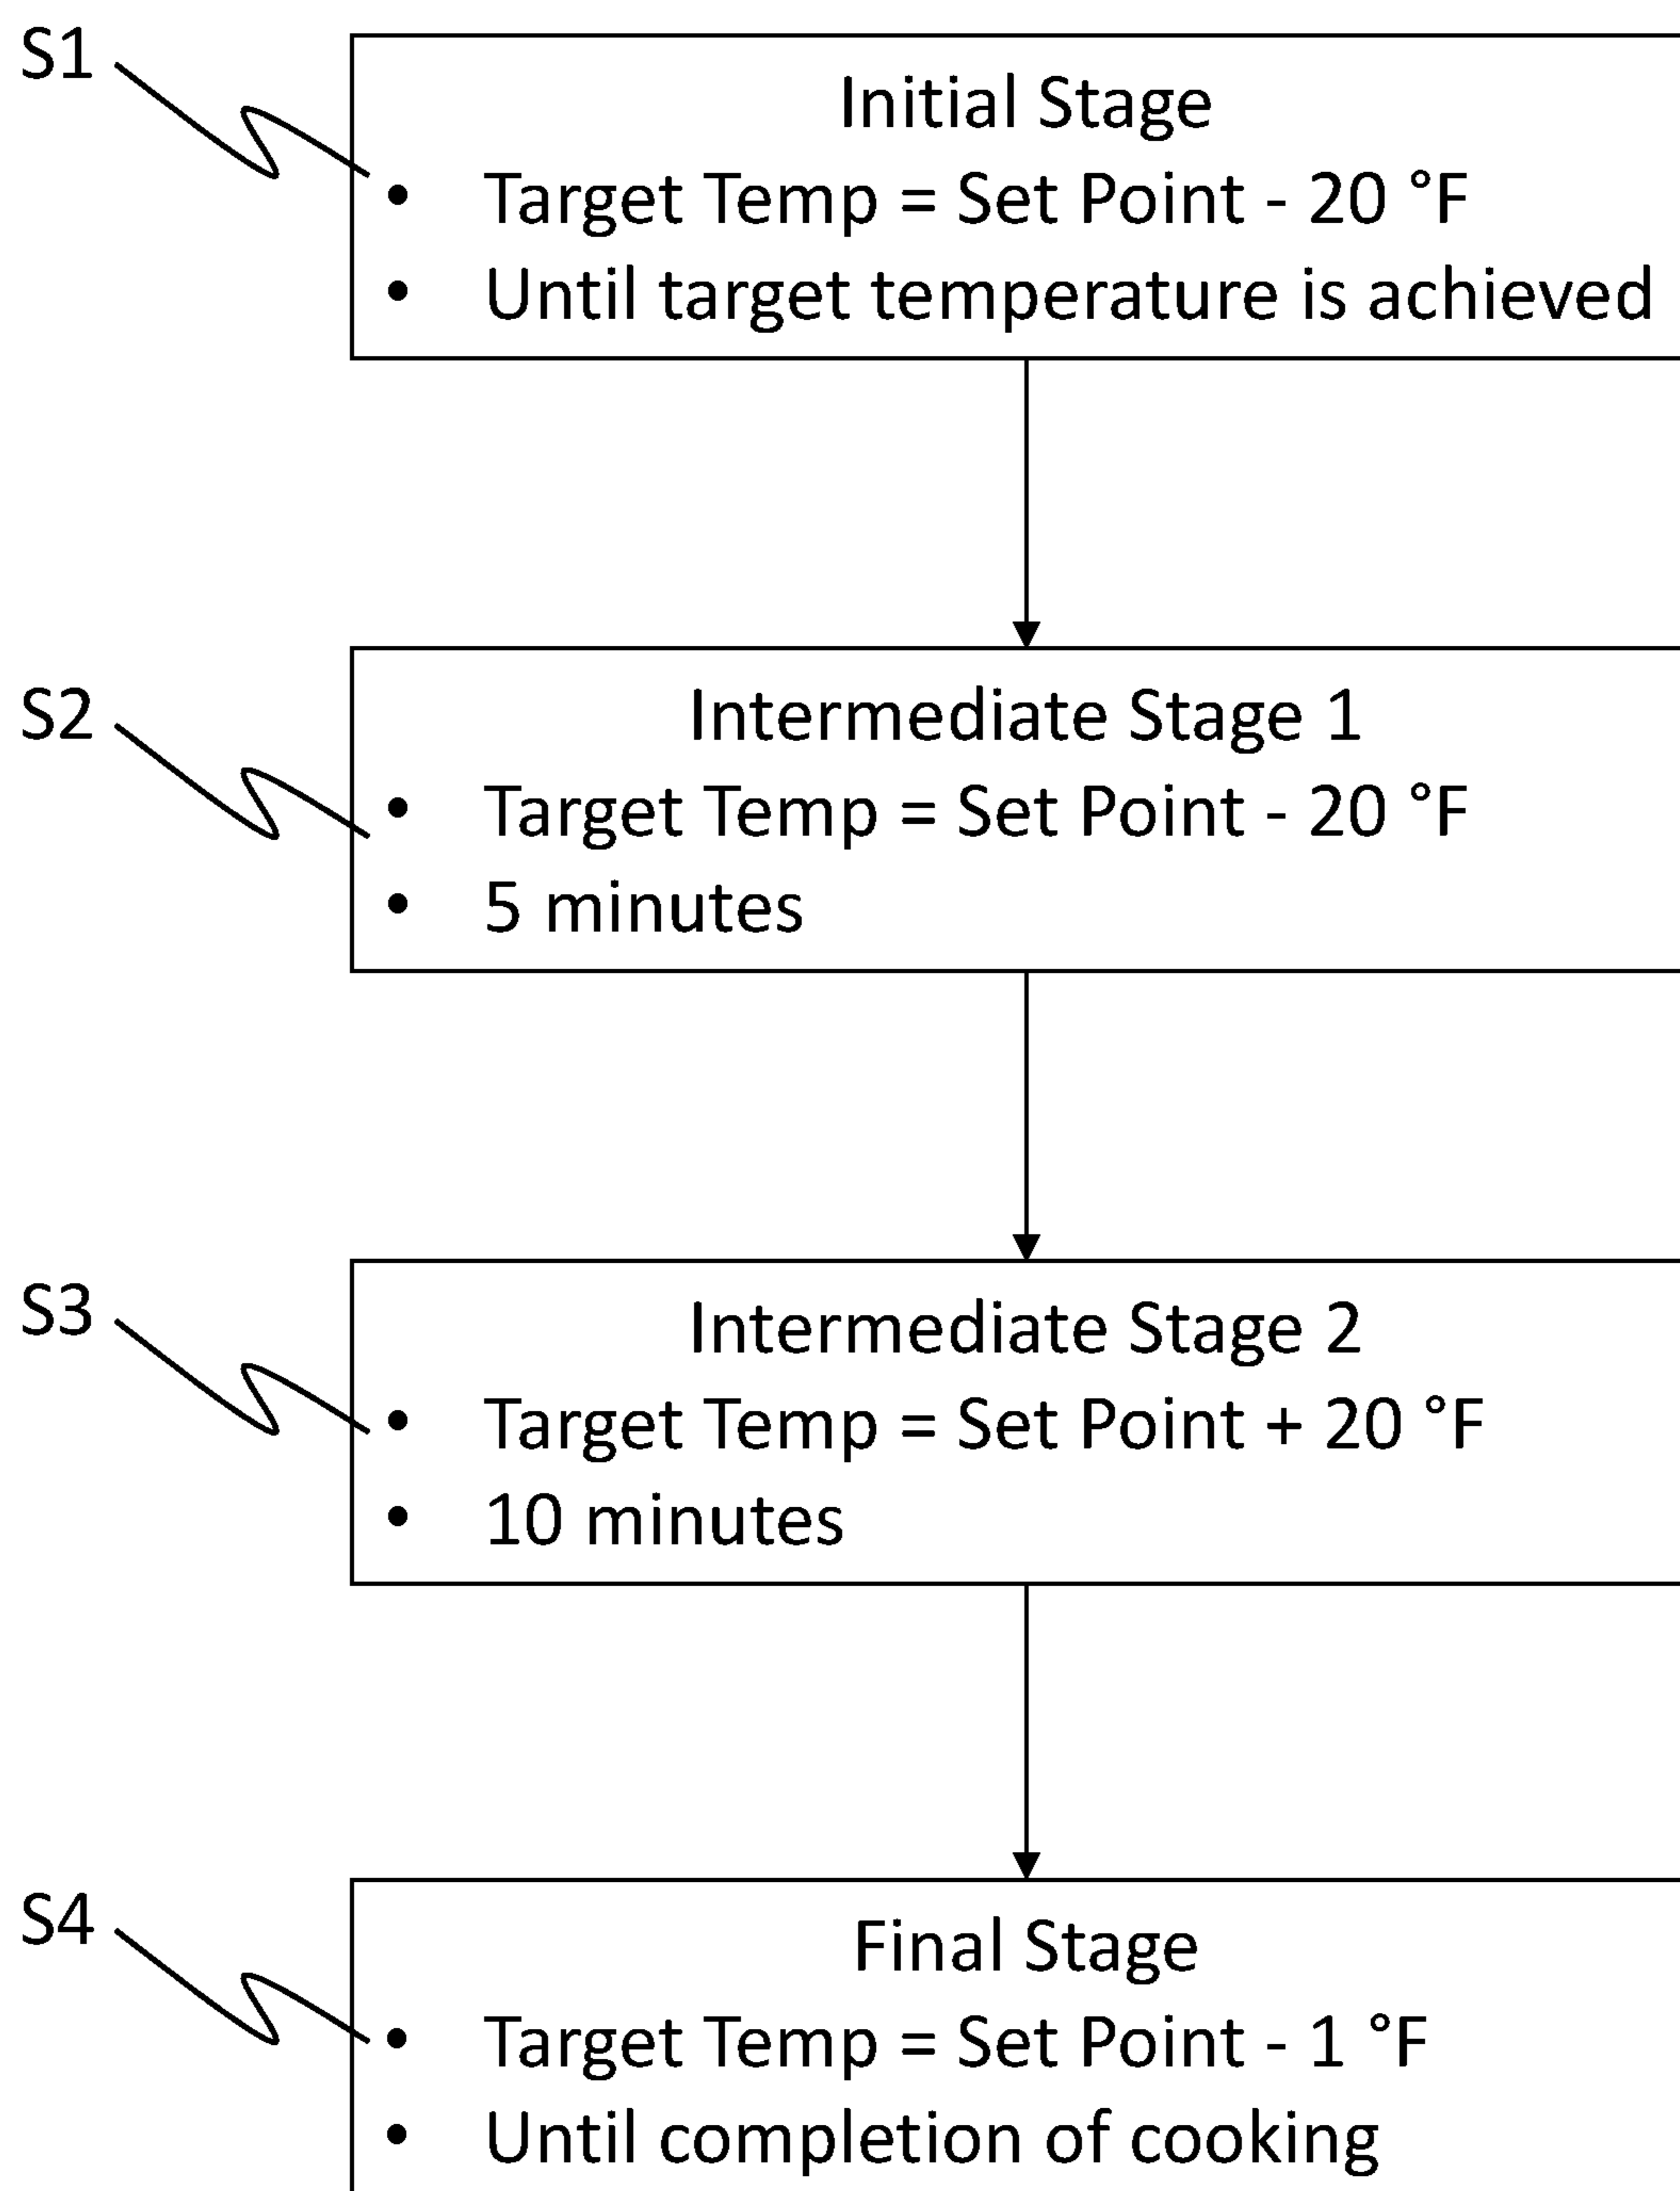 S1
Initial Stage
• Target Temp = Set Point - 20 °F
• Until target temperature is achieved
S2
Intermediate Stage 1
• Target Temp = Set Point - 20 °F
• 5 minutes
S3
Intermediate Stage 2
• Target Temp = Set Point + 20 °F
• 10 minutes
S4
Final Stage
• Target Temp = Set Point - 1 °F
• Until completion of cooking